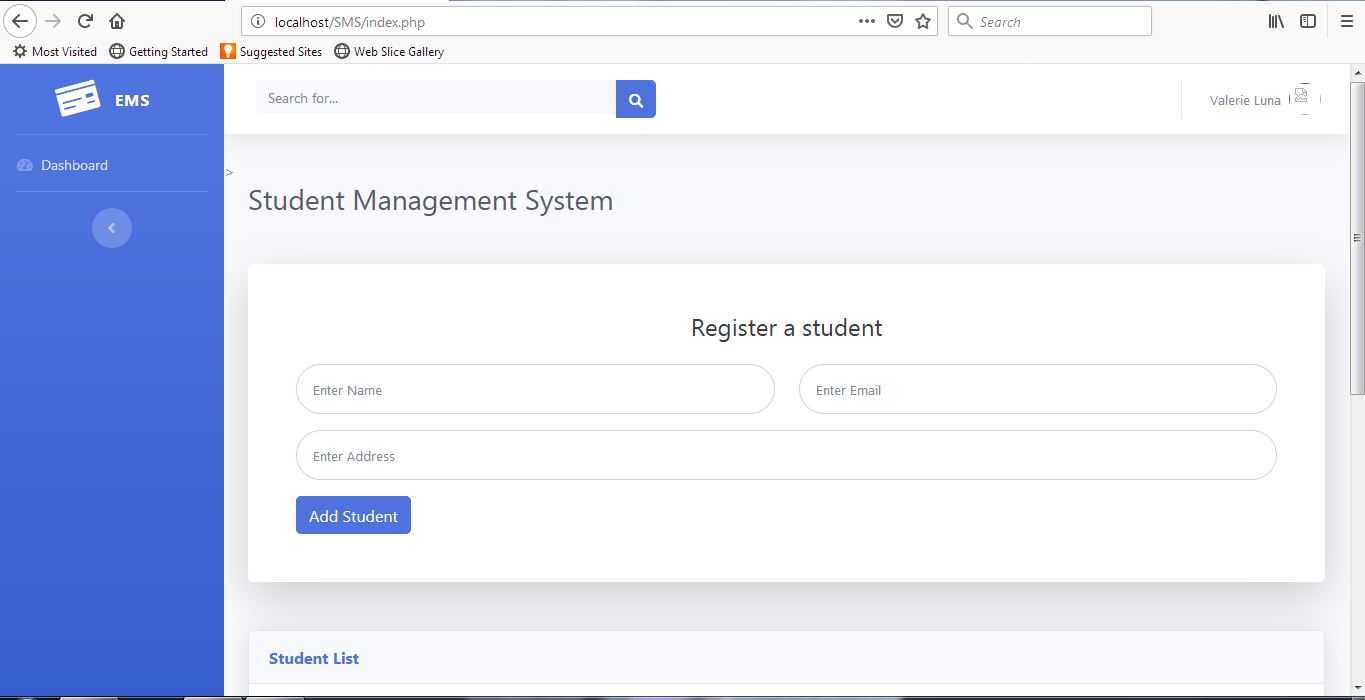 localhost/SMS/index.php
Search
Most Visited Getting Started Suggested Sites Web Slice Gallery
EMS
Search for...
Valerie Luna
Dashboard
>
Student Management System
Register a student
Enter Name
Enter Email
Enter Address
Add Student
Student List